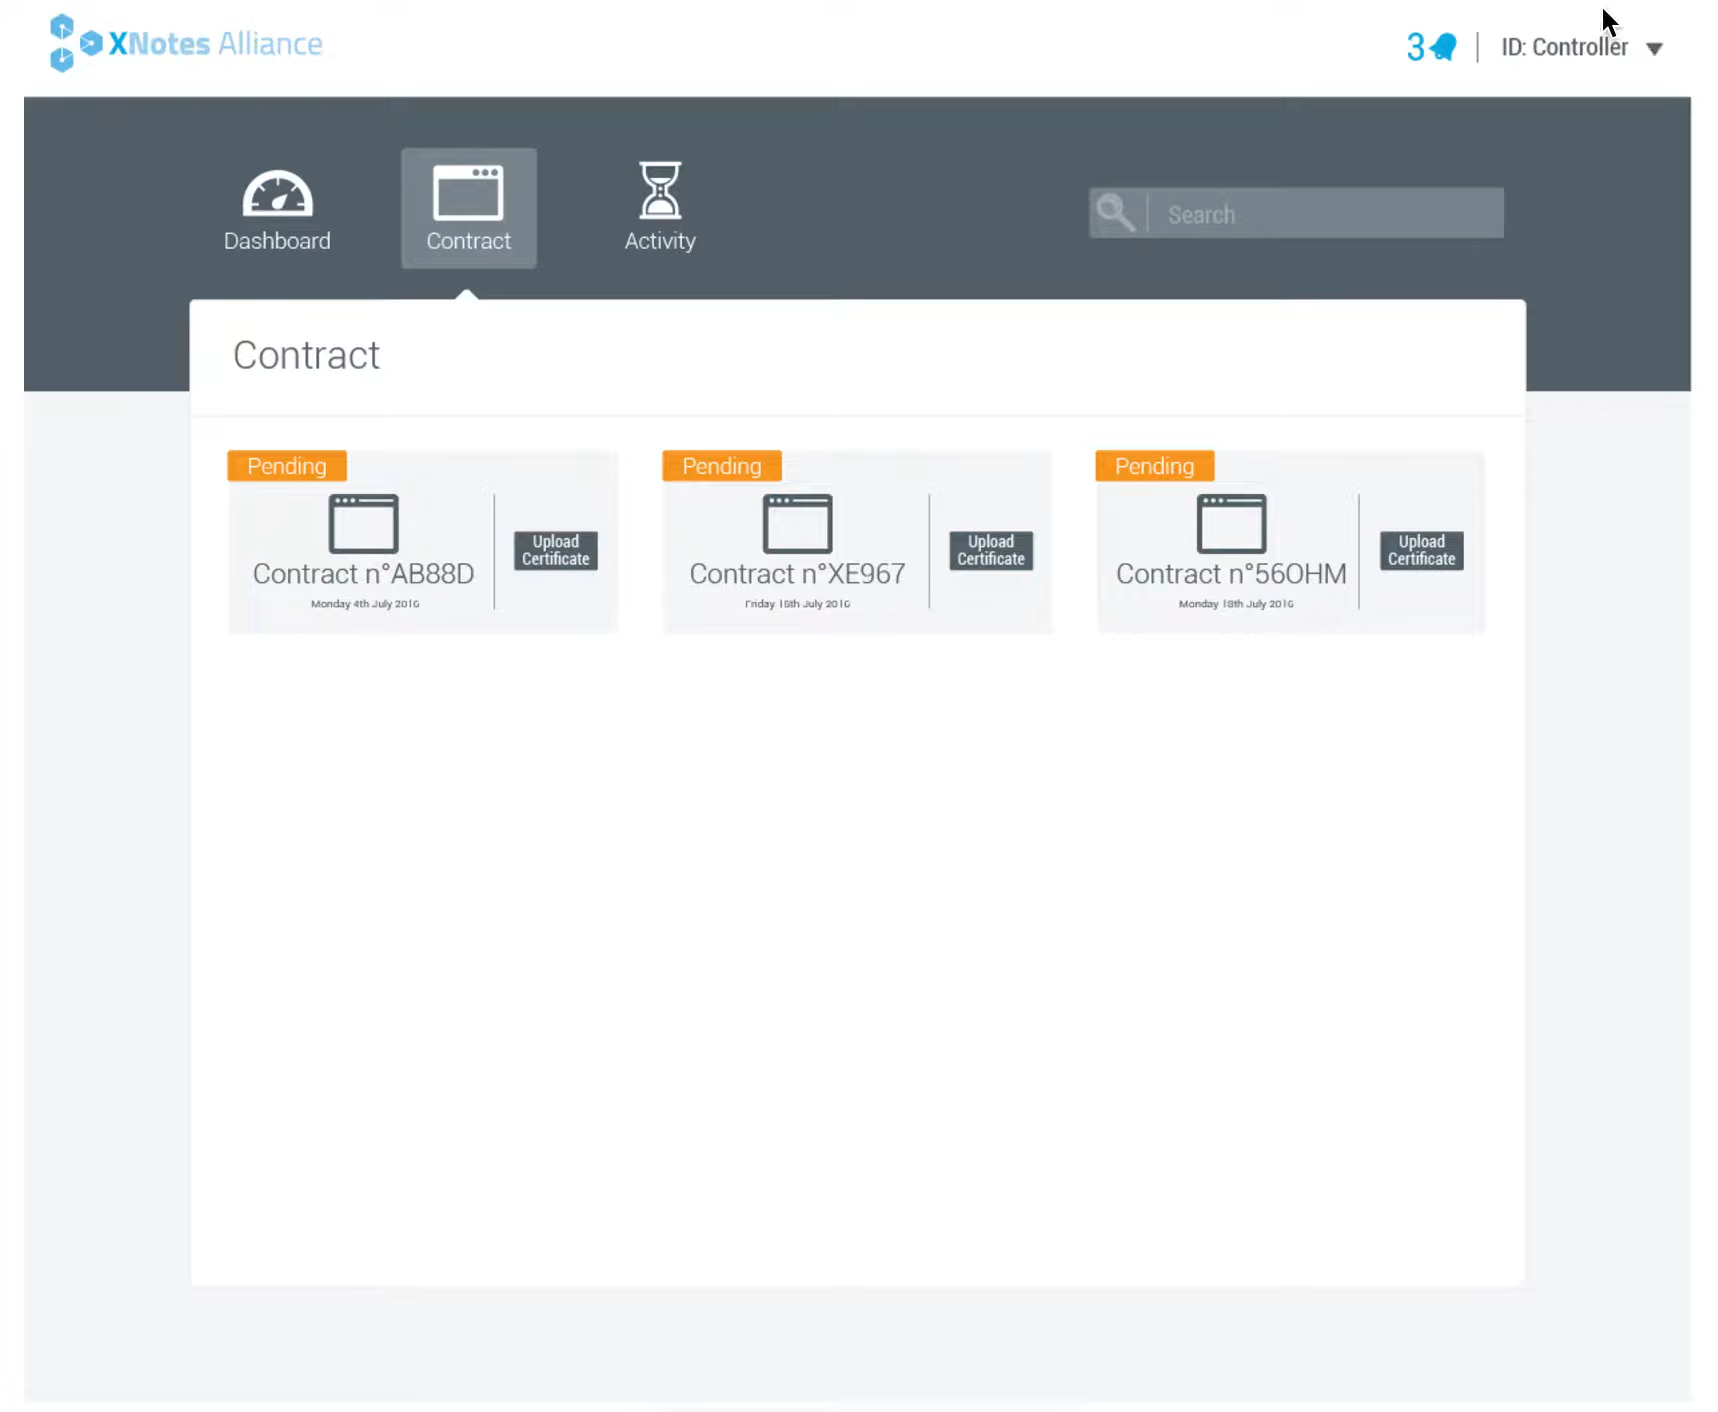 XNotes Alliance
3
ID: Controller
Dashboard
Contract
Activity
Search
Contract
Pending
Contract n°AB88D
Monday 4th July 2016
Upload
Certificate
Pending
Contract n°XE967
Friday 15th July 2016
Upload
Certificate
Pending
Contract n°56OHM
Monday 18th July 2016
Upload
Certificate